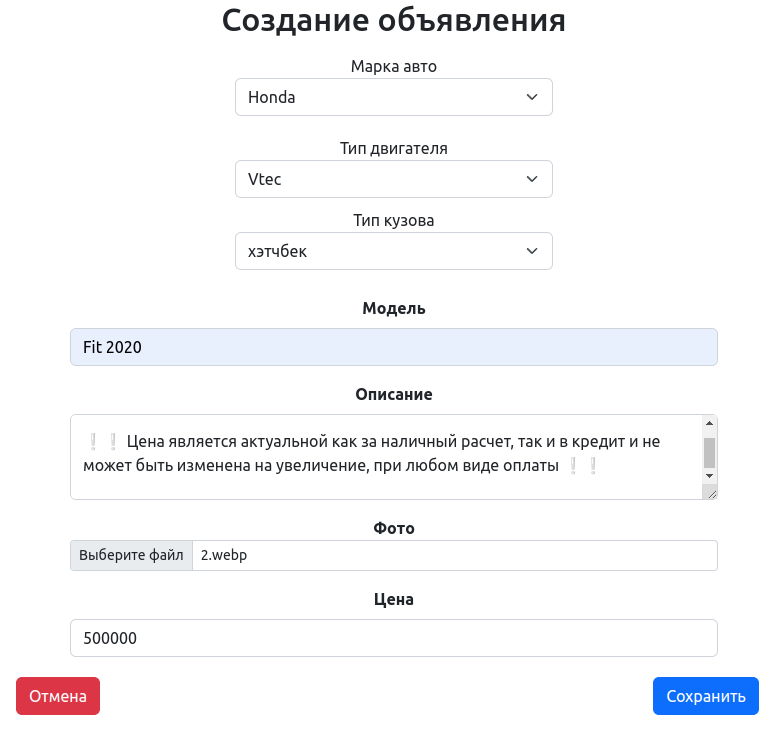 Создание объявления
Марка авто
Honda
Тип двигателя
Vtec
Тип кузова
хэтчбек
Модель
Fit 2020
Описание
❕❕ Цена является актуальной как за наличный расчет, так и в кредит и не
может быть изменена на увеличение, при любом виде оплаты ❕❕
Фото
Выберите файл 2.webp
Цена
500000
Отмена Сохранить